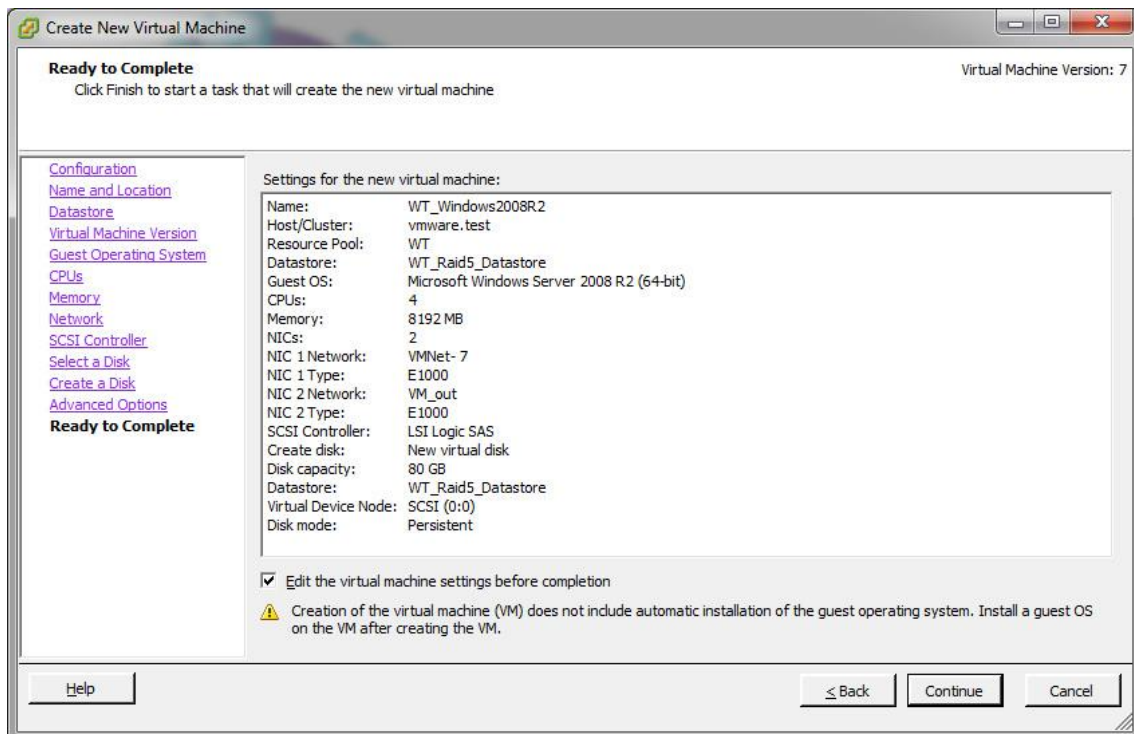 Create New Virtual Machine
Ready to Complete
Virtual Machine Version: 7
Click Finish to start a task that will create the new virtual machine
Configuration
Name and Location
Datastore
Virtual Machine Version
Guest Operating System
CPUs
Memory
Network
SCSI Controller
Select a Disk
Create a Disk
Advanced Options
Ready to Complete
Settings for the new virtual machine:
Name: WT_Windows2008R2
Host/Cluster: vmware.test
Resource Pool: WT
Datastore: WT_Raid5_Datastore
Guest OS: Microsoft Windows Server 2008 R2 (64-bit)
CPUs: 4
Memory: 8192 MB
NICs: 2
NIC 1 Network: VMNet- 7
NIC 1 Type: E1000
NIC 2 Network: VM_out
NIC 2 Type: E1000
SCSI Controller: LSI Logic SAS
Create disk: New virtual disk
Disk capacity: 80 GB
Datastore: WT_Raid5_Datastore
Virtual Device Node: SCSI (0:0)
Disk mode: Persistent
Edit the virtual machine settings before completion
Creation of the virtual machine (VM) does not include automatic installation of the guest operating system. Install a guest OS
on the VM after creating the VM.
Help
< Back
Continue
Cancel